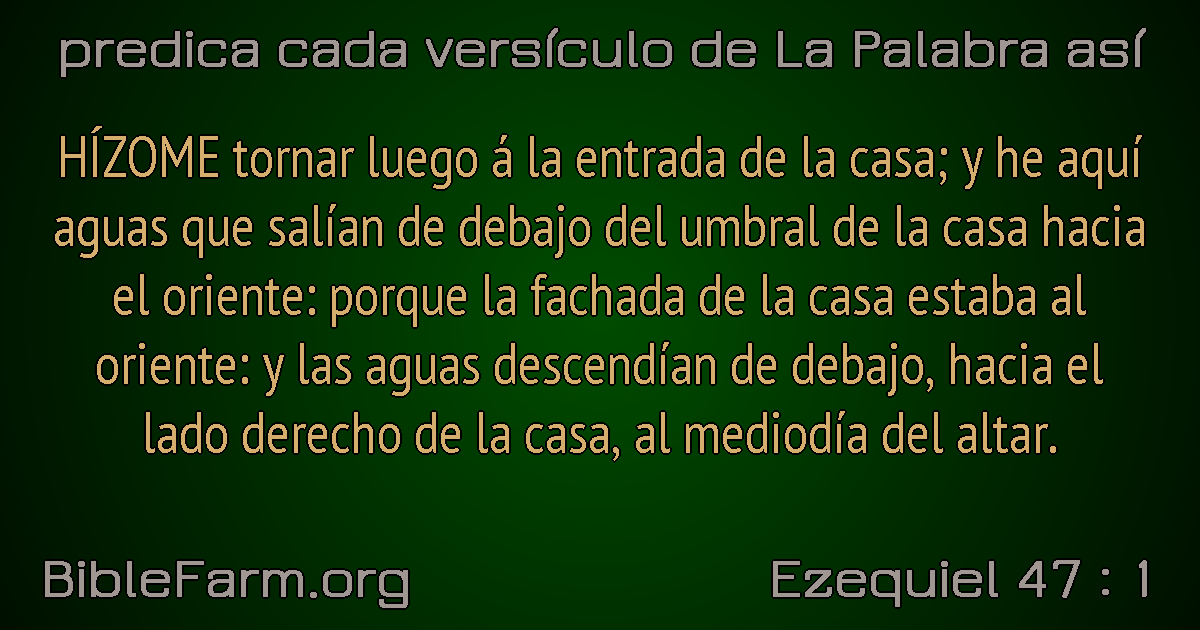 predica cada versículo de La Palabra así
HÍZOME tornar luego á la entrada de la casa; y he aquí
aguas que salían de debajo del umbral de la casa hacia
el oriente: porque la fachada de la casa estaba al
oriente: y las aguas descendían de debajo, hacia el
lado derecho de la casa, al mediodía del altar.
BibleFarm.org
Ezequiel 47 : 1